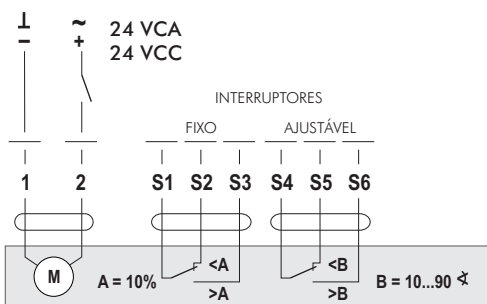 ⊥ ~ 24 VCA
− + 24 VCC
INTERRUPTORES
FIXO AJUSTÁVEL
1 2 S1 S2 S3 S4 S5 S6
<A <B
M A = 10% B = 10...90 ∢
>A >B